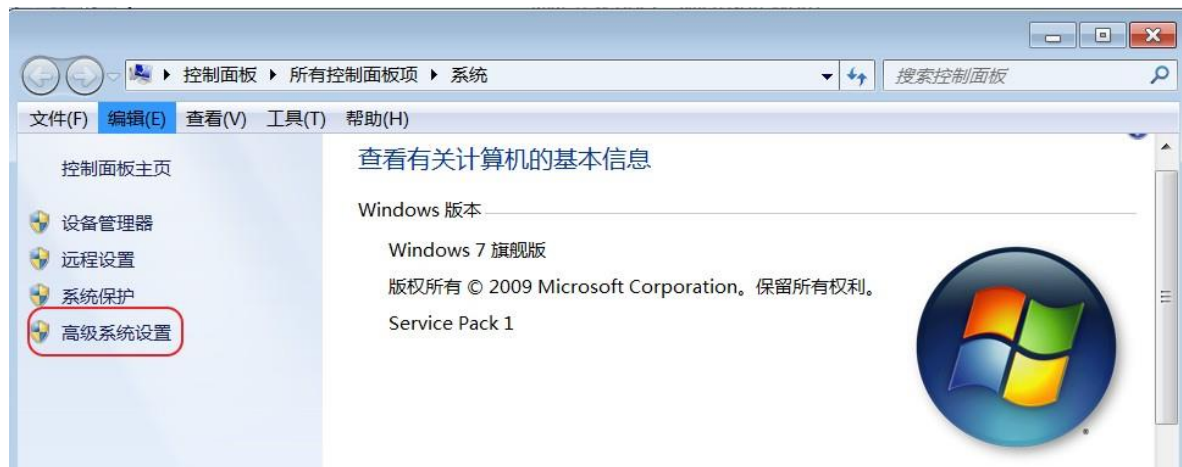 控制面板 ▸ 所有控制面板项 ▸ 系统
搜索控制面板
文件(F) 编辑(E) 查看(V) 工具(T) 帮助(H)
控制面板主页
设备管理器
远程设置
系统保护
高级系统设置
查看有关计算机的基本信息
Windows 版本
Windows 7 旗舰版
版权所有 © 2009 Microsoft Corporation。保留所有权利。
Service Pack 1